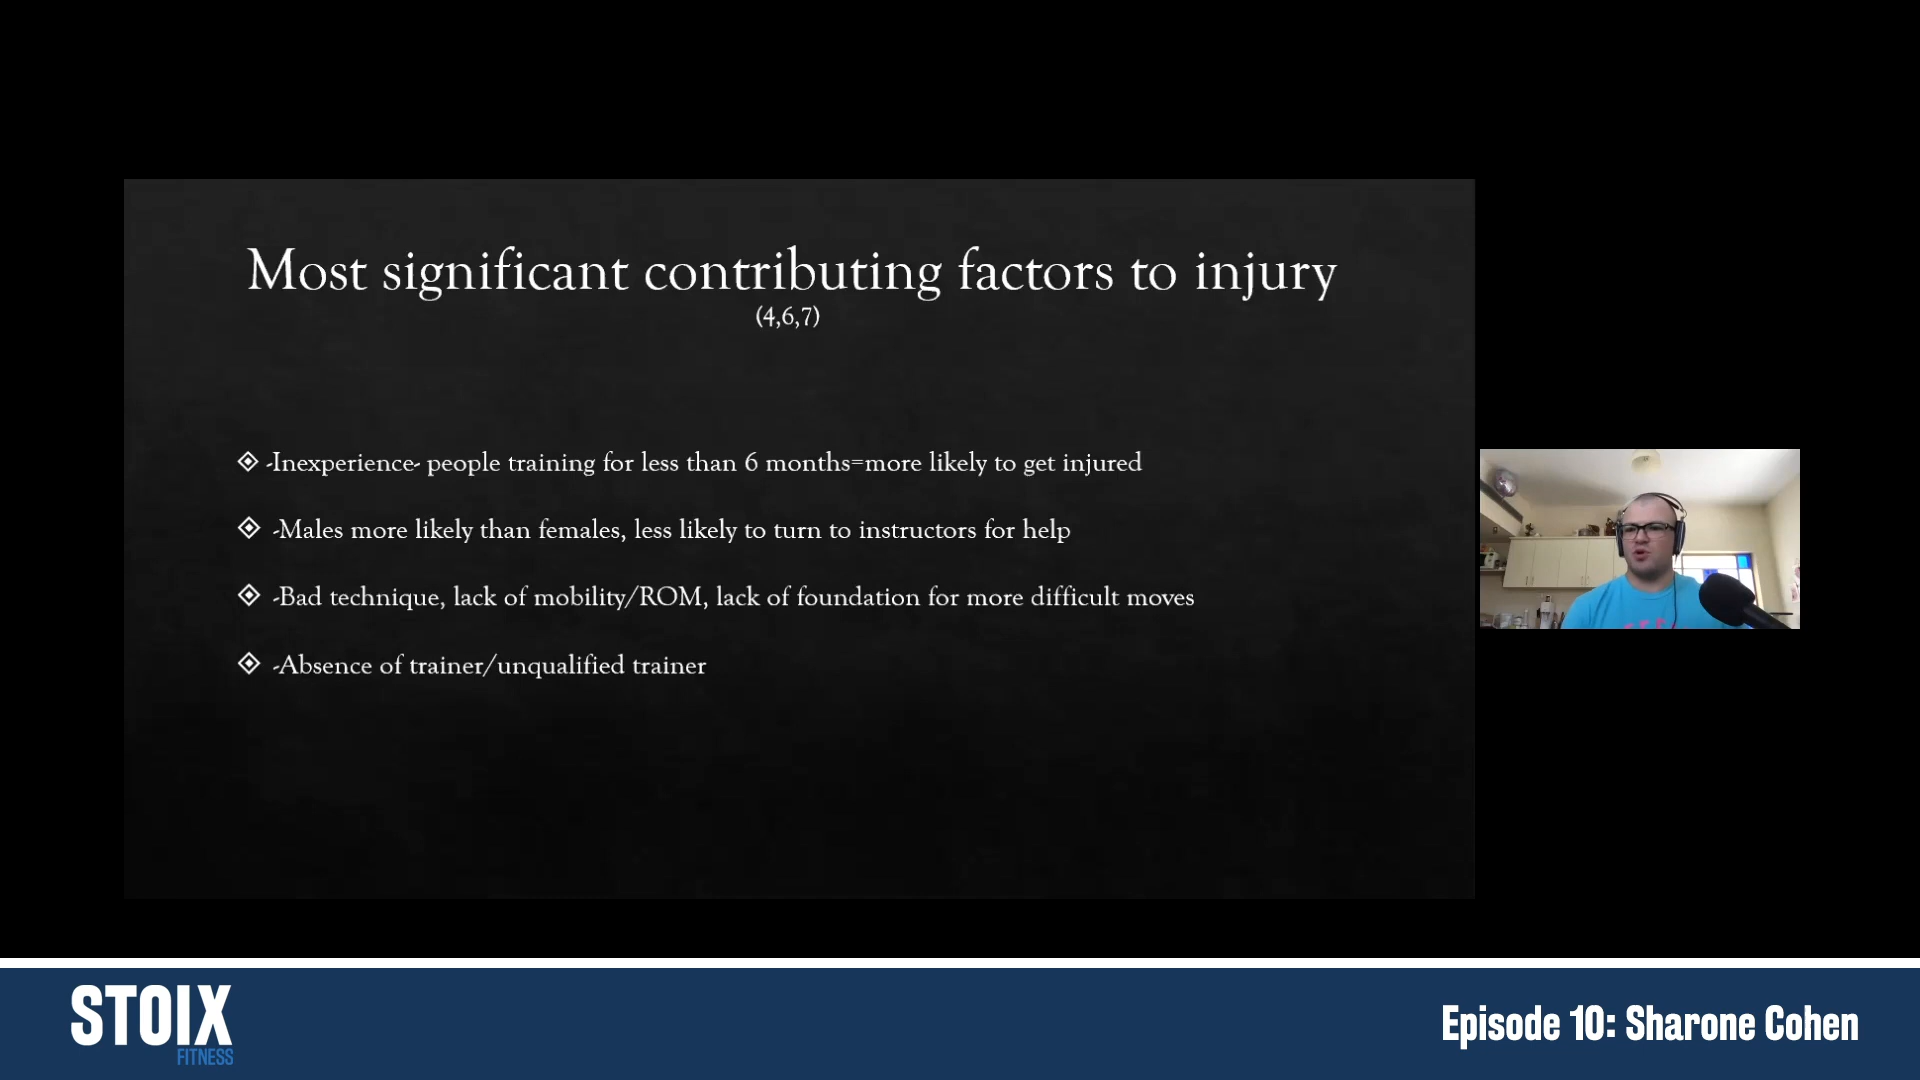 Most significant contributing factors to injury
(4,6,7)
-Inexperience- people training for less than 6 months=more likely to get injured
-Males more likely than females, less likely to turn to instructors for help
-Bad technique, lack of mobility/ROM, lack of foundation for more difficult moves
-Absence of trainer/unqualified trainer
STOIX
FITNESS
Episode 10: Sharone Cohen